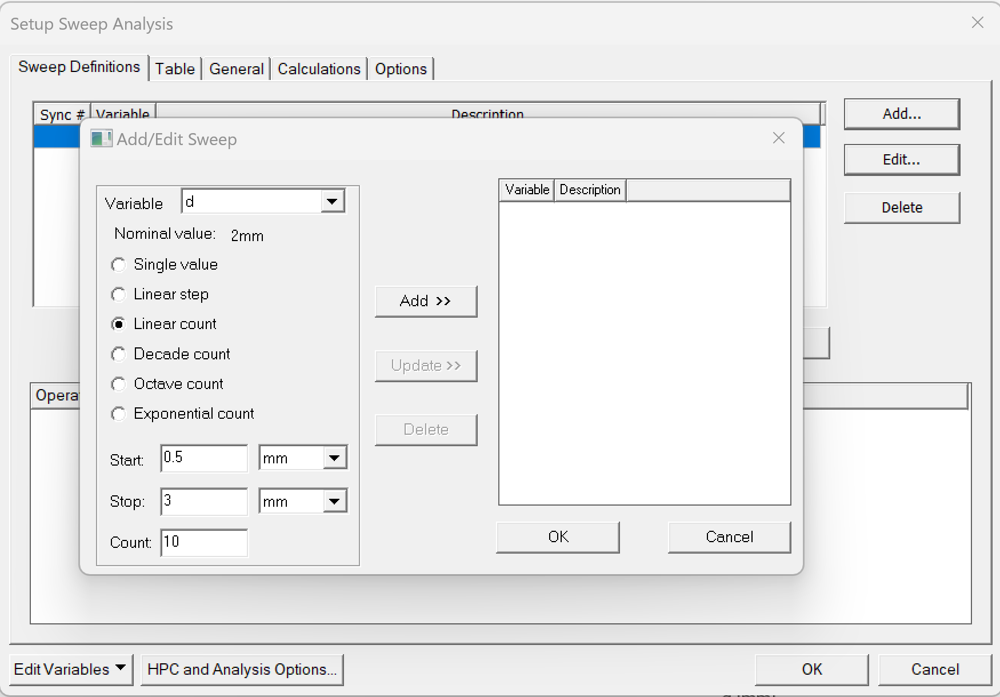 Setup Sweep Analysis
Sweep Definitions Table General Calculations Options
Sync # Variable Description
Add...
Edit...
Delete
Add/Edit Sweep
Variable d
Nominal value: 2mm
Single value
Linear step
Linear count
Decade count
Octave count
Exponential count
Start: 0.5 mm
Stop: 3 mm
Count: 10
Add >>
Update >>
Delete
Variable Description
OK Cancel
Edit Variables HPC and Analysis Options... OK Cancel